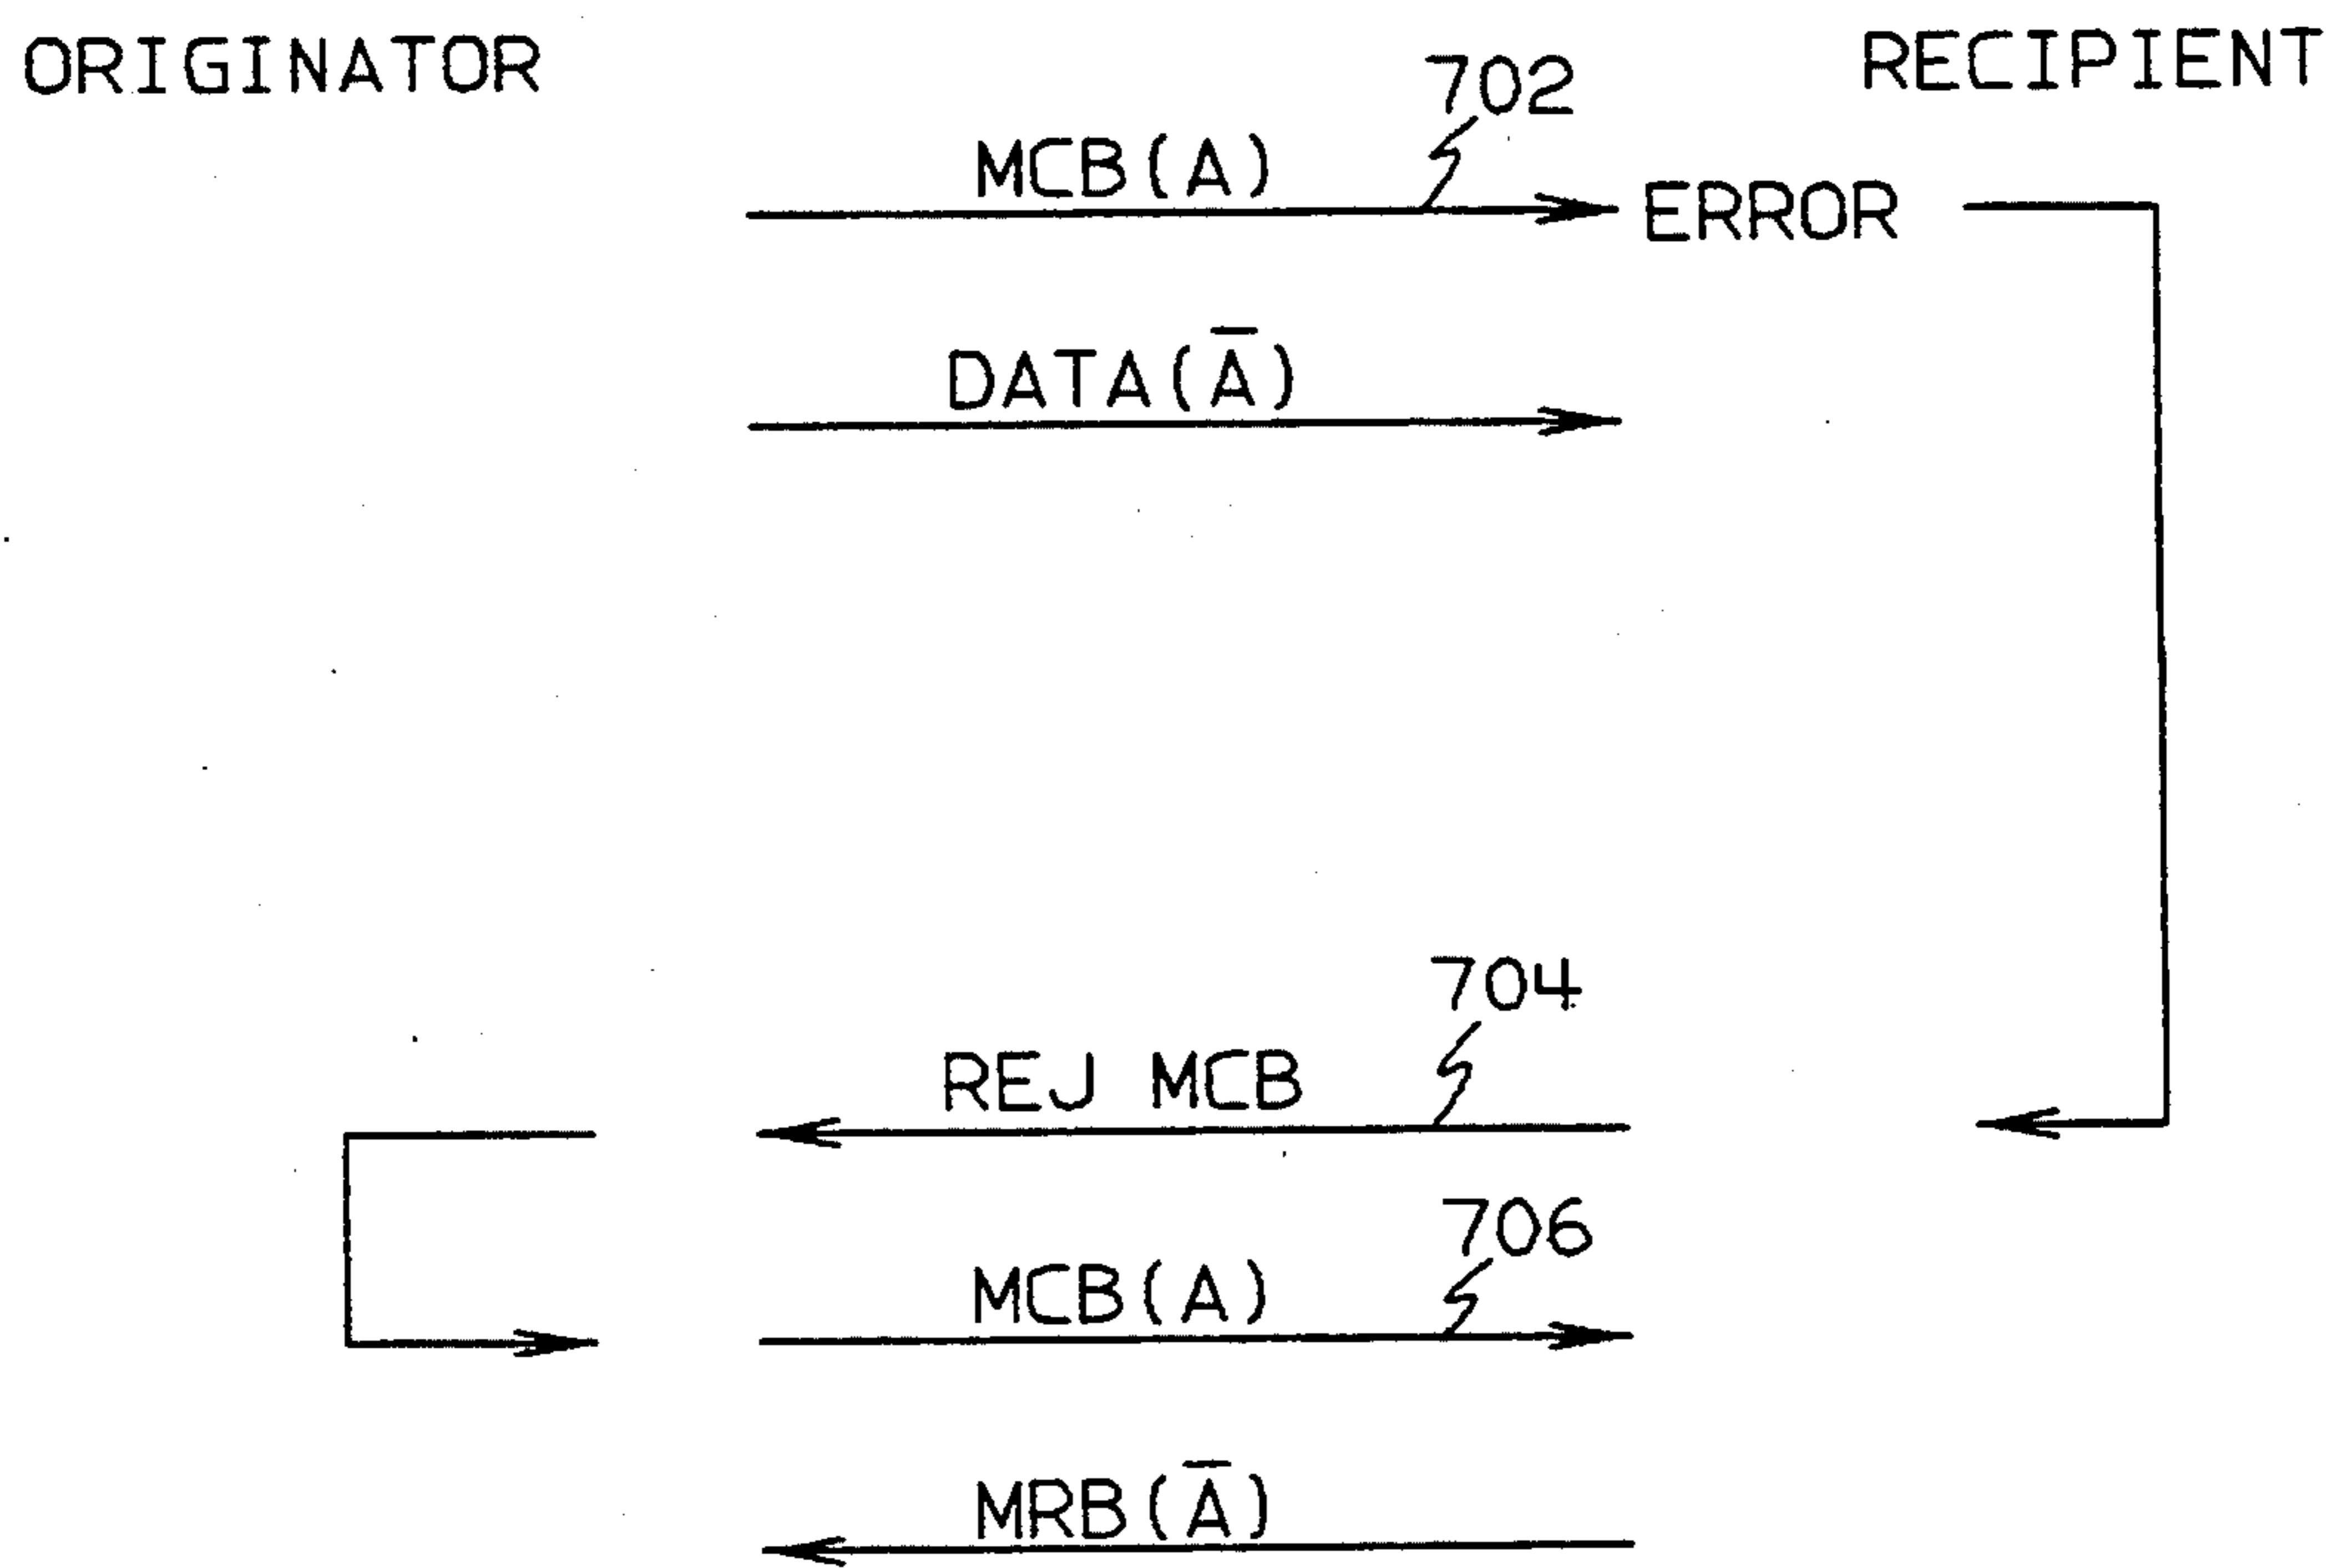 ORIGINATOR
RECIPIENT
702
MCB(A)
ERROR
DATA(A̅)
704
REJ MCB
706
MCB(A)
MRB(A̅)